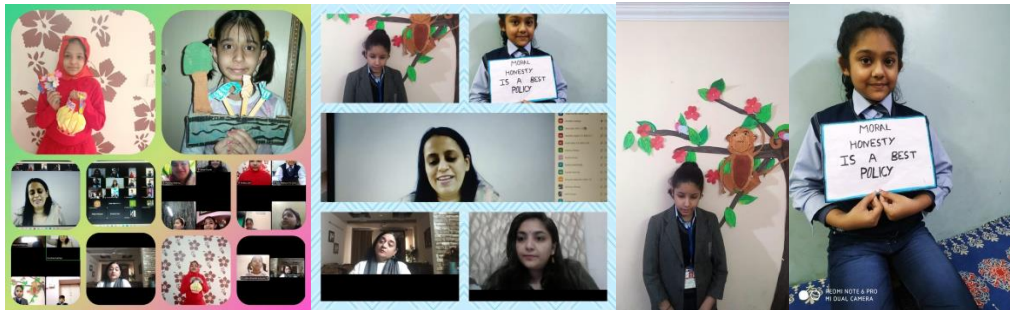 MORAL
HONESTY
IS A BEST
POLICY
MORAL
HONESTY
IS A BEST
POLICY
REDMI NOTE 6 PRO
MI DUAL CAMERA